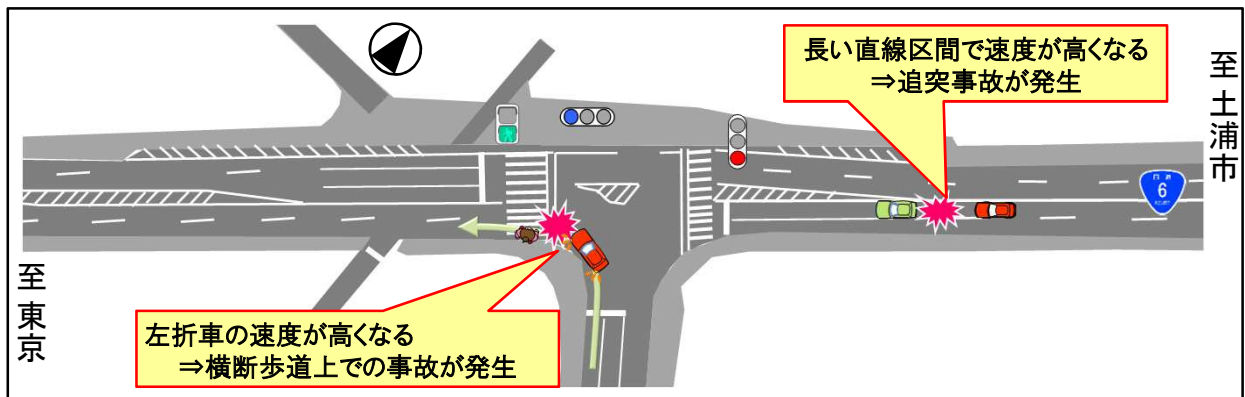 長い直線区間で速度が高くなる
⇒追突事故が発生
至土浦市
6
至東京
左折車の速度が高くなる
⇒横断歩道上での事故が発生